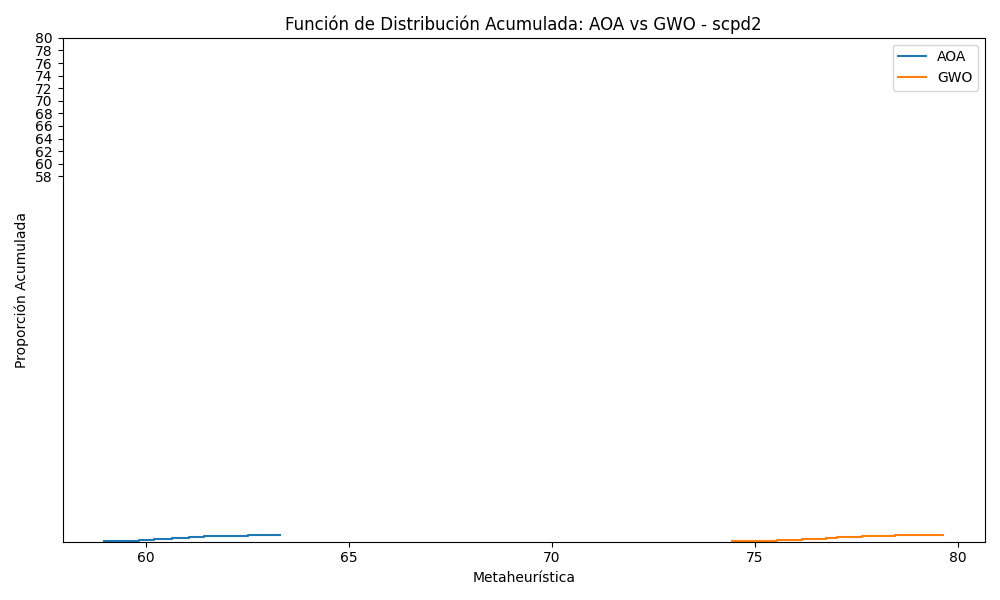 Función de Distribución Acumulada: AOA vs GWO - scpd2
80
78
76
74
72
70
68
66
64
62
60
58
Proporción Acumulada
AOA
GWO
60 65 70 75 80
Metaheurística